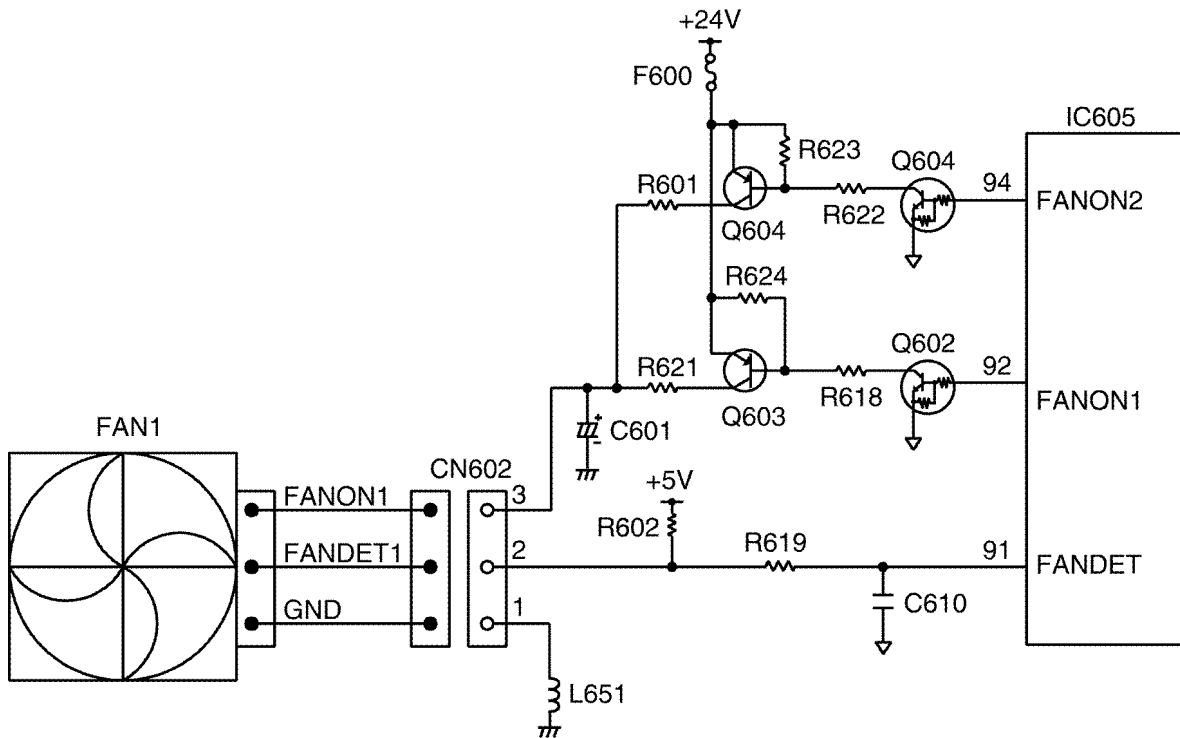 +24V
F600
IC605
R623
Q604
R601
94
FANON2
R622
Q604
R624
Q602
R621
92
R618
FANON1
Q603
C601
FAN1
CN602
+5V
FANON1
3
R602
R619
FANDET1
2
91
FANDET
GND
1
C610
L651
+
-